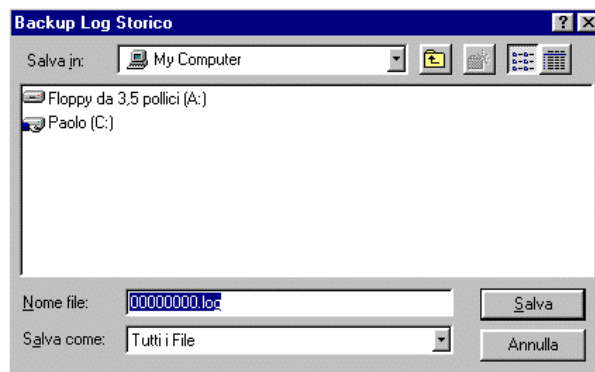 Backup Log Storico
Salva in: My Computer
Floppy da 3,5 pollici (A:)
Paolo (C:)
Nome file: 00000000.log Salva
Salva come: Tutti i File Annulla